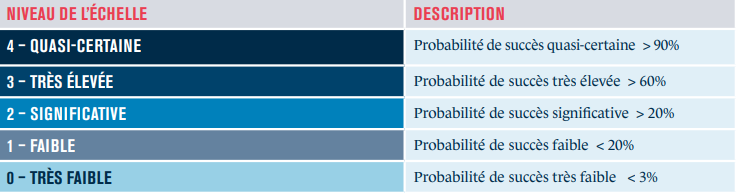 NIVEAU DE L'ÉCHELLE DESCRIPTION
4 – QUASI-CERTAINE Probabilité de succès quasi-certaine > 90%
3 – TRÈS ÉLEVÉE Probabilité de succès très élevée > 60%
2 – SIGNIFICATIVE Probabilité de succès significative > 20%
1 – FAIBLE Probabilité de succès faible < 20%
0 – TRÈS FAIBLE Probabilité de succès très faible < 3%